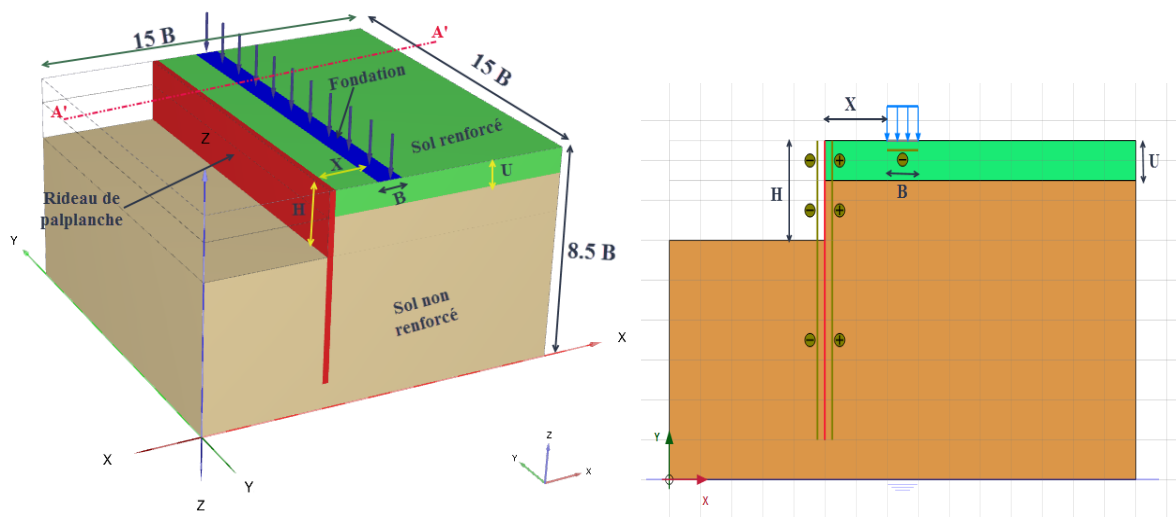 15 B
A'
15 B
Fondation
A'
Z
Sol renforcé
X
U
B
H
Rideau de
palplanche
8.5 B
Sol non
renforcé
Y
X
X
Y
Z
Z
Y
X
X
U
H
B
Y
Y
X